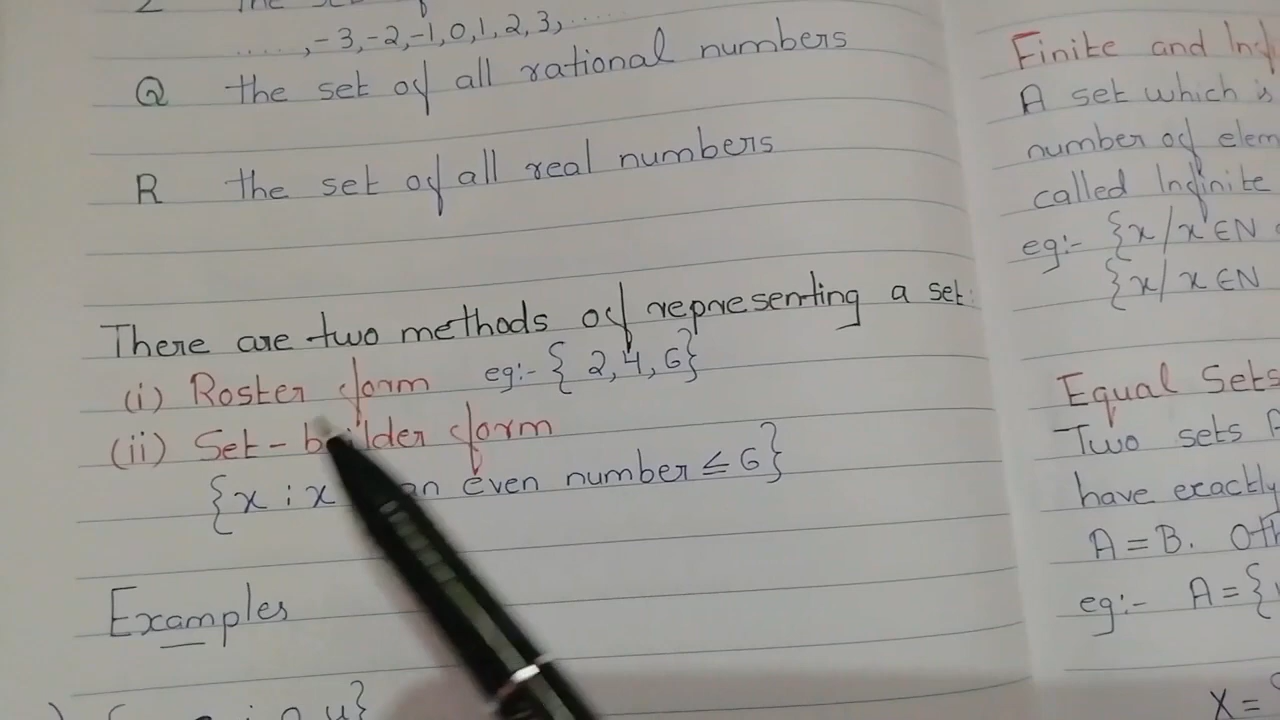 ....., -3, -2, -1, 0, 1, 2, 3, .....
Q the set of all rational numbers
R the set of all real numbers
There are two methods of representing a set.
(i) Roster form eg:- { 2, 4, 6}
(ii) Set-builder form
{x : x an even number ≤ 6}
Examples
Finite and
A set which is
number of
called Infinite
eg:- {x/x ∈ N
{x/ x ∈ N
Equal Sets
Two sets
have exactly
A = B.
eg:- A = {
X =